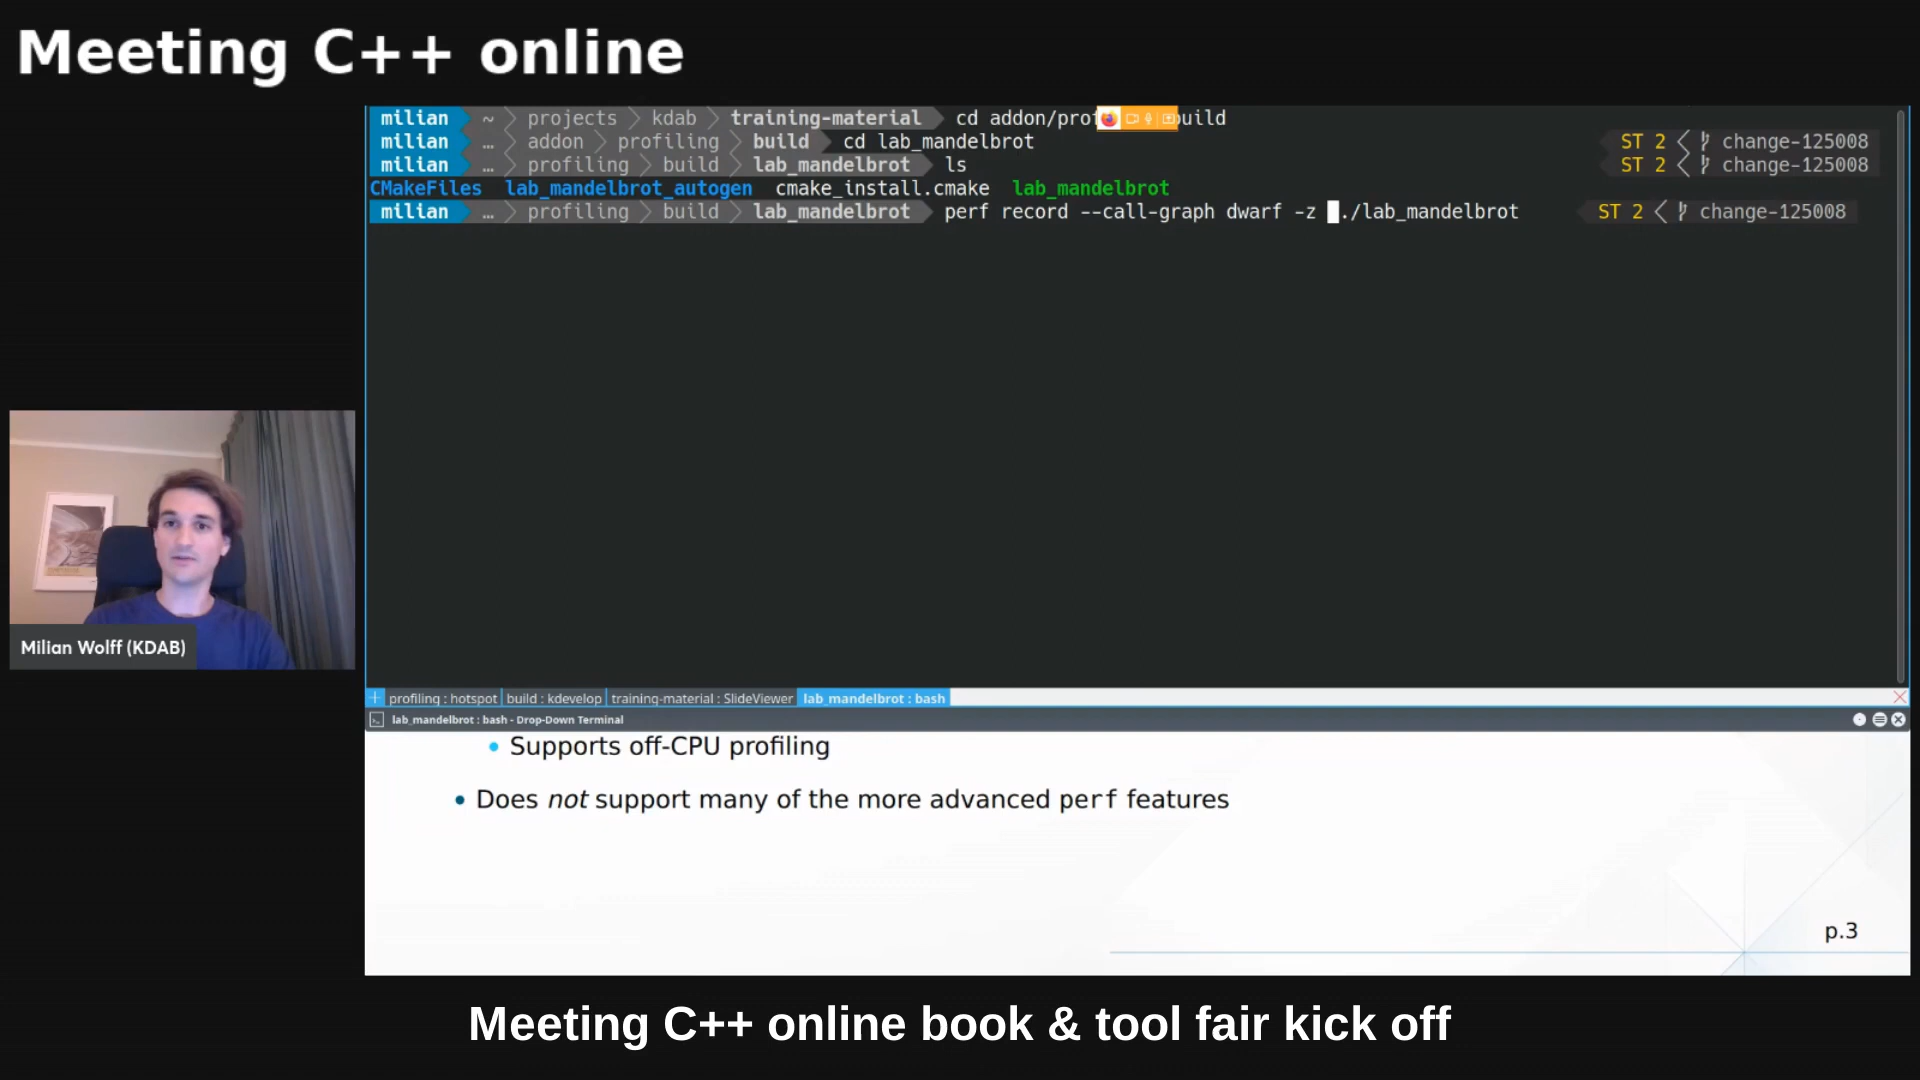 Meeting C++ online
milian ~ projects kdab training-material cd addon/pro build
milian … addon profiling build cd lab_mandelbrot ST 2 change-125008
milian … profiling build lab_mandelbrot ls ST 2 change-125008
CMakeFiles lab_mandelbrot_autogen cmake_install.cmake lab_mandelbrot
milian … profiling build lab_mandelbrot perf record --call-graph dwarf -z ./lab_mandelbrot ST 2 change-125008
Milian Wolff (KDAB)
profiling : hotspot build : kdevelop training-material : SlideViewer lab_mandelbrot : bash
lab_mandelbrot : bash - Drop-Down Terminal
• Supports off-CPU profiling
• Does not support many of the more advanced perf features
p.3
Meeting C++ online book & tool fair kick off